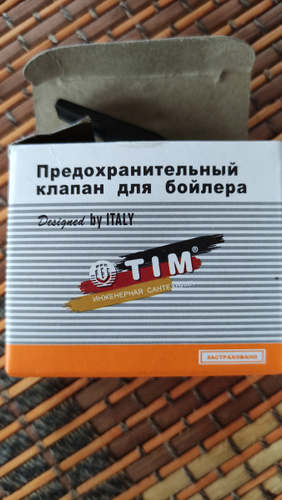 Предохранительный
клапан для бойлера
Designed by ITALY
TIM®
ИНЖЕНЕРНАЯ САНТЕХНИКА
ЗАСТРАХОВАНО